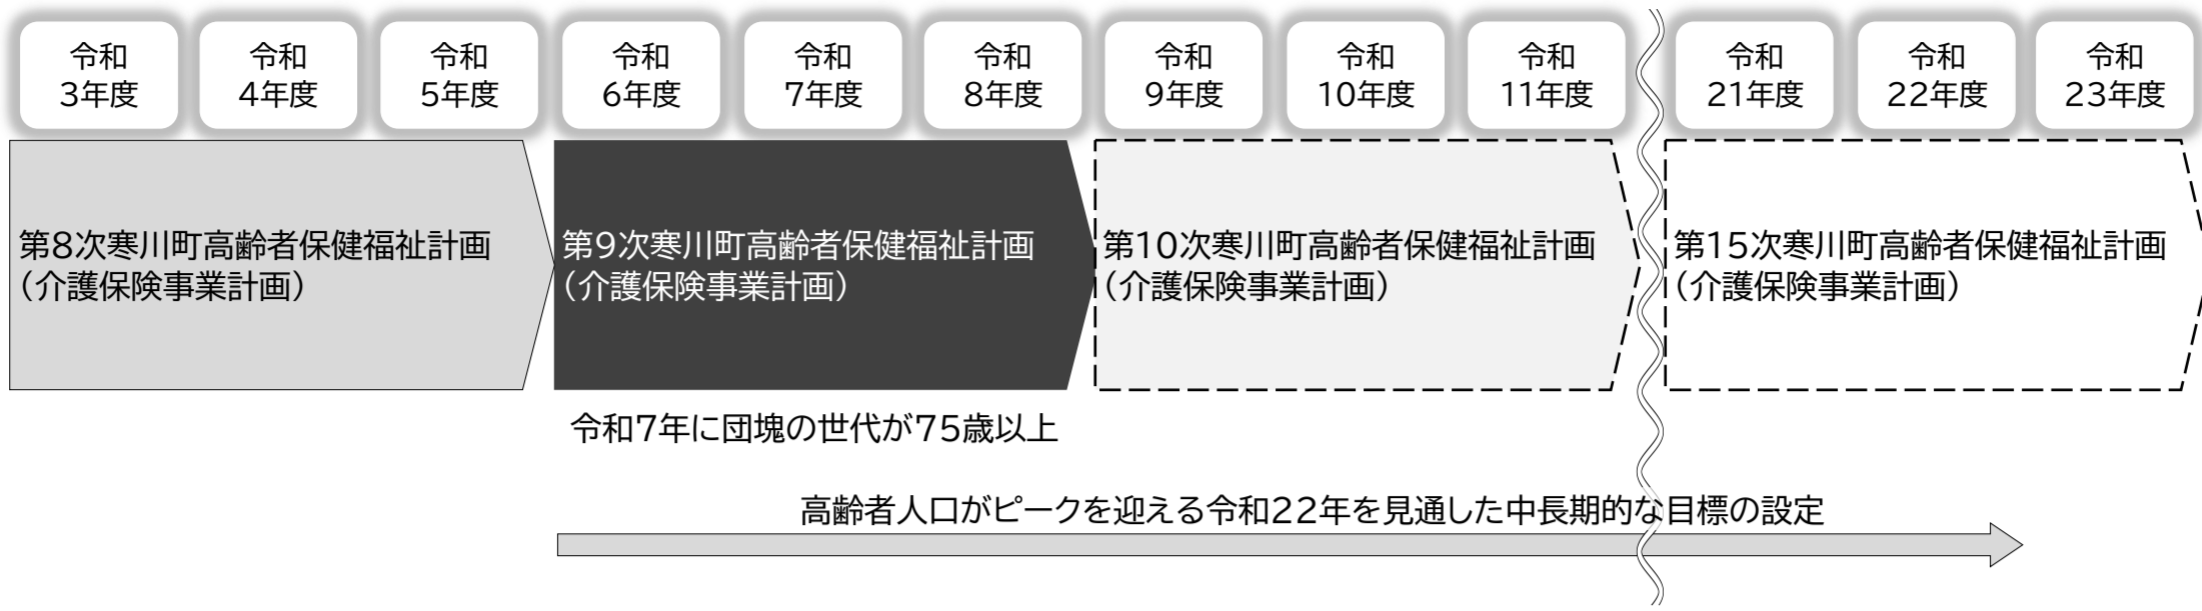 令和
3年度
令和
4年度
令和
5年度
令和
6年度
令和
7年度
令和
8年度
令和
9年度
令和
10年度
令和
11年度
令和
21年度
令和
22年度
令和
23年度
第8次寒川町高齢者保健福祉計画
（介護保険事業計画）
第9次寒川町高齢者保健福祉計画
（介護保険事業計画）
第10次寒川町高齢者保健福祉計画
（介護保険事業計画）
第15次寒川町高齢者保健福祉計画
（介護保険事業計画）
令和7年に団塊の世代が75歳以上
高齢者人口がピークを迎える令和22年を見通した中長期的な目標の設定